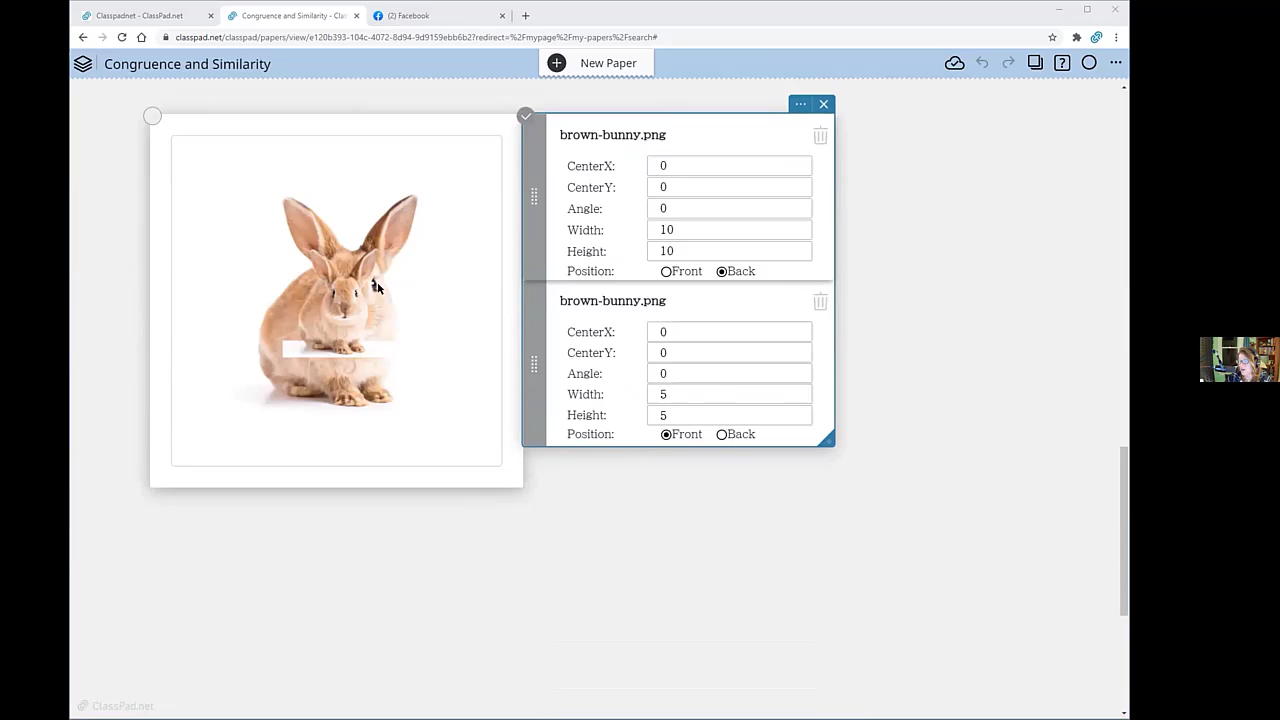 Classpadnet - ClassPad.net
Congruence and Similarity - Clas
(2) Facebook
classpad.net/classpad/papers/view/e120b393-104c-4072-8d94-9d9159ebb6b2?redirect=%2Fmypage%2Fmy-papers%2Fsearch#
Congruence and Similarity
New Paper
brown-bunny.png
CenterX: 0
CenterY: 0
Angle: 0
Width: 10
Height: 10
Position: Front Back
brown-bunny.png
CenterX: 0
CenterY: 0
Angle: 0
Width: 5
Height: 5
Position: Front Back
ClassPad.net